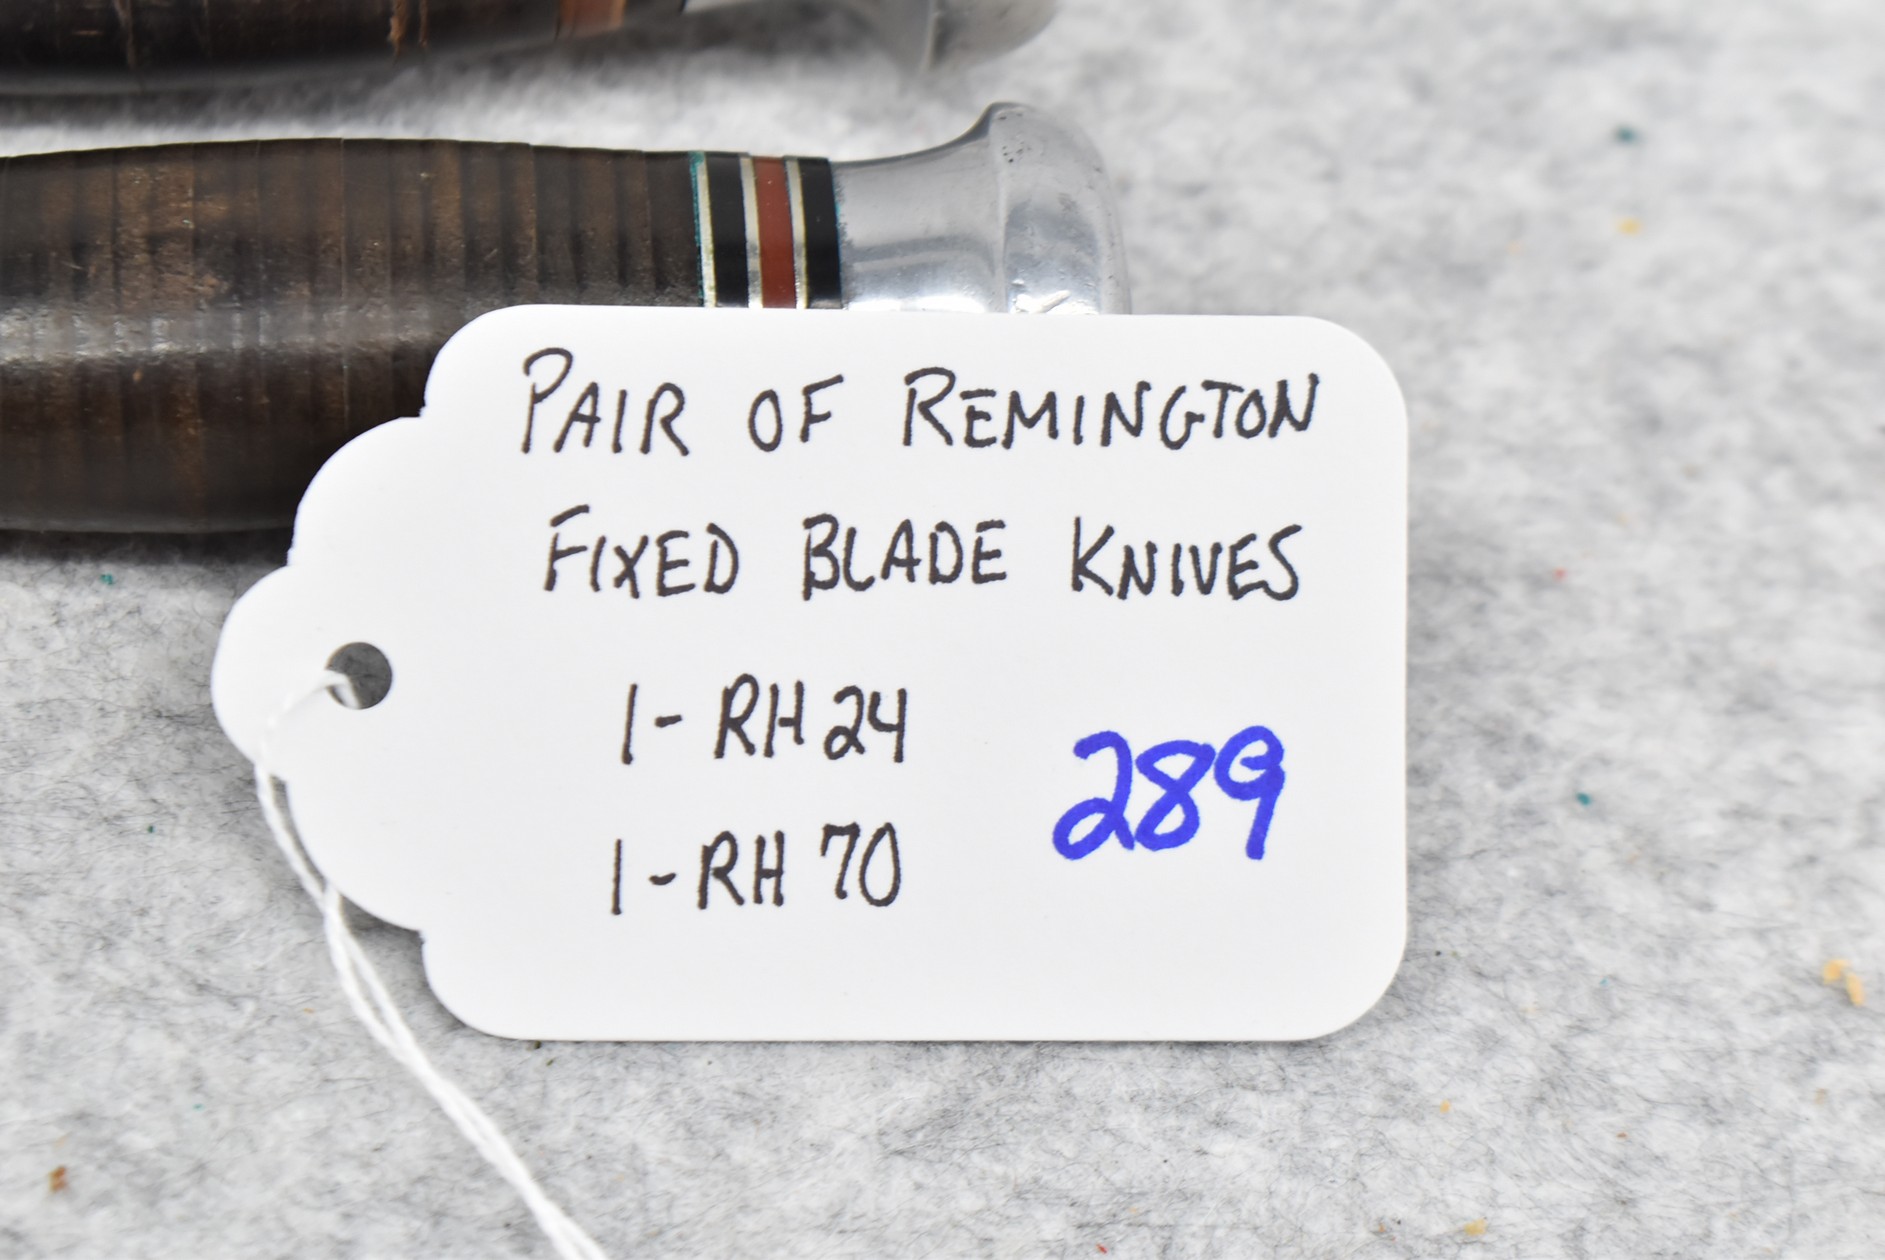 PAIR OF REMINGTON
FIXED BLADE KNIVES
1-RH24
289
1-RH70